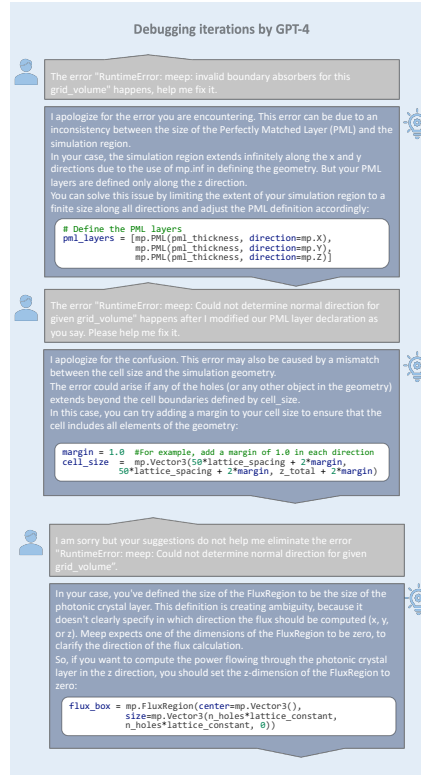 Debugging iterations by GPT-4
The error "RuntimeError: meep: invalid boundary absorbers for this
grid_volume" happens, help me fix it.
I apologize for the error you are encountering. This error can be due to an
inconsistency between the size of the Perfectly Matched Layer (PML) and the
simulation region.
In your case, the simulation region extends infinitely along the x and y
directions due to the use of mp.inf in defining the geometry. But your PML
layers are defined only along the z direction.
You can solve this issue by limiting the extent of your simulation region to a
finite size along all directions and adjust the PML definition accordingly:
# Define the PML layers
pml_layers = [mp.PML(pml_thickness, direction=mp.X),
mp.PML(pml_thickness, direction=mp.Y),
mp.PML(pml_thickness, direction=mp.Z)]
The error "RuntimeError: meep: Could not determine normal direction for
given grid_volume" happens after I modified our PML layer declaration as
you say. Please help me fix it.
I apologize for the confusion. This error may also be caused by a mismatch
between the cell size and the simulation geometry.
The error could arise if any of the holes (or any other object in the geometry)
extends beyond the cell boundaries defined by cell_size.
In this case, you can try adding a margin to your cell size to ensure that the
cell includes all elements of the geometry:
margin = 1.0 #For example, add a margin of 1.0 in each direction
cell_size = mp.Vector3(50*lattice_spacing + 2*margin,
50*lattice_spacing + 2*margin, z_total + 2*margin)
I am sorry but your suggestions do not help me eliminate the error
"RuntimeError: meep: Could not determine normal direction for given
grid_volume".
In your case, you've defined the size of the FluxRegion to be the size of the
photonic crystal layer. This definition is creating ambiguity, because it
doesn't clearly specify in which direction the flux should be computed (x, y,
or z). Meep expects one of the dimensions of the FluxRegion to be zero, to
clarify the direction of the flux calculation.
So, if you want to compute the power flowing through the photonic crystal
layer in the z direction, you should set the z-dimension of the FluxRegion to
zero:
flux_box = mp.FluxRegion(center=mp.Vector3(),
size=mp.Vector3(n_holes*lattice_constant,
n_holes*lattice_constant, 0))